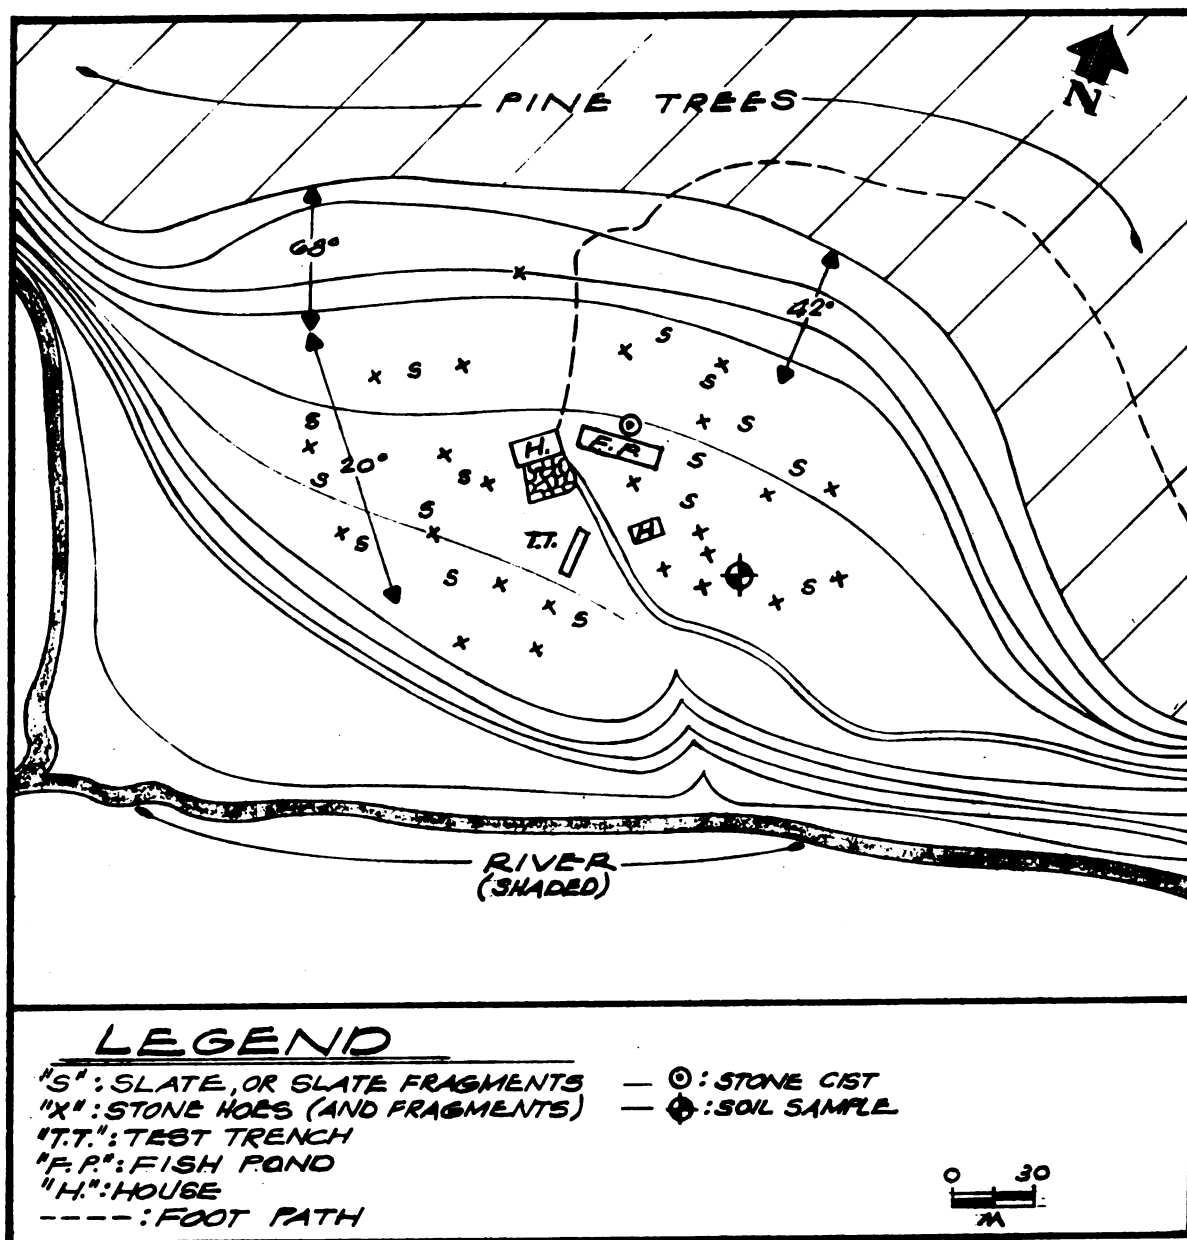 N
PINE TREES
68°
42°
X
S
X
X
S
X
X
S
S
X
S
S
X
20°
X
H.
F.P.
S
S
S
S
X
X
X
X
S
S
X
S
X
X
T.T.
H
X
X
X
S
X
X
S
X
X
X
S
X
X
RIVER
(SHADED)
LEGEND
"S": SLATE, OR SLATE FRAGMENTS
"X": STONE HOES (AND FRAGMENTS)
"T.T.": TEST TRENCH
"F.P.": FISH POND
"H.": HOUSE
----: FOOT PATH
— ⊙: STONE CIST
— : SOIL SAMPLE
0 30
M